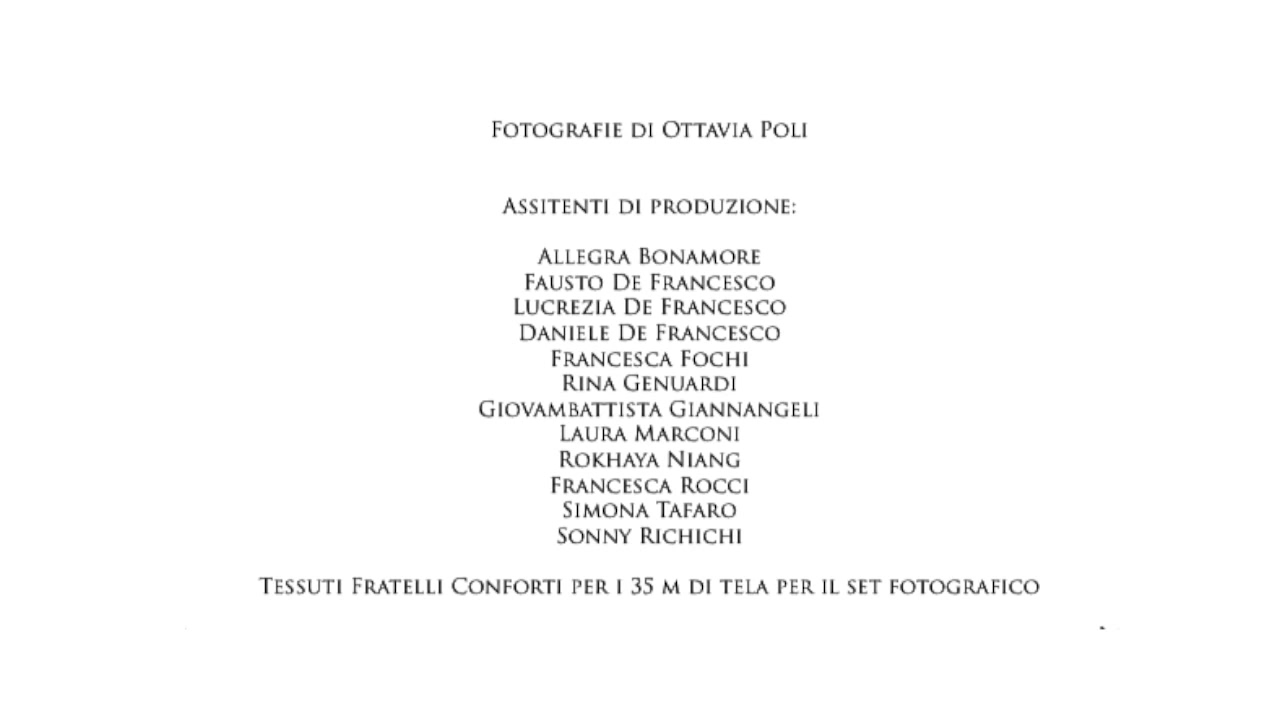 Fotografie di Ottavia Poli
Assitenti di produzione:
Allegra Bonamore
Fausto De Francesco
Lucrezia De Francesco
Daniele De Francesco
Francesca Fochi
Rina Genuardi
Giovambattista Giannangeli
Laura Marconi
Rokhaya Niang
Francesca Rocci
Simona Tafaro
Sonny Richichi
Tessuti Fratelli Conforti per i 35 m di tela per il set fotografico